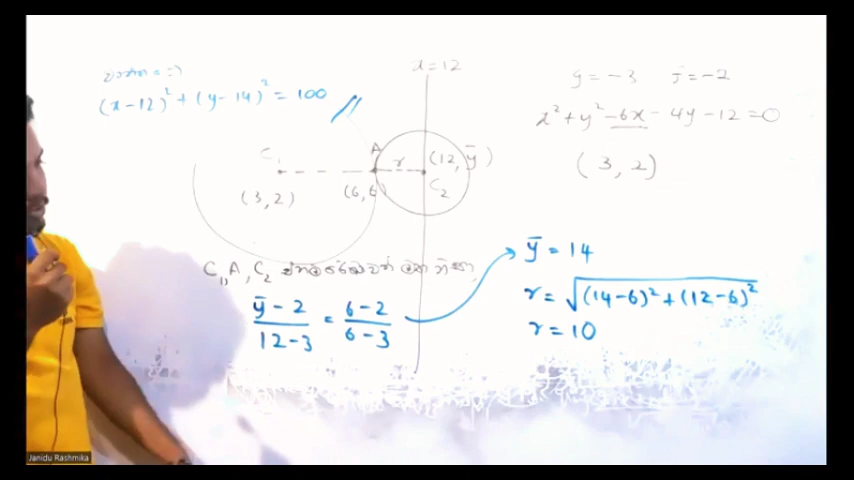 x = 12
(x-12)² + (y-14)² = 100
g = -3 f = -2
x² + y² - 6x - 4y - 12 = 0
(3, 2)
C₁
A
r
(12, ȳ)
C₂
(3, 2)
(6, 6)
C₁, A, C₂
(ȳ - 2)/(12 - 3) = (6 - 2)/(6 - 3)
ȳ = 14
r = √((14-6)² + (12-6)²)
r = 10
Janidu Rashmika